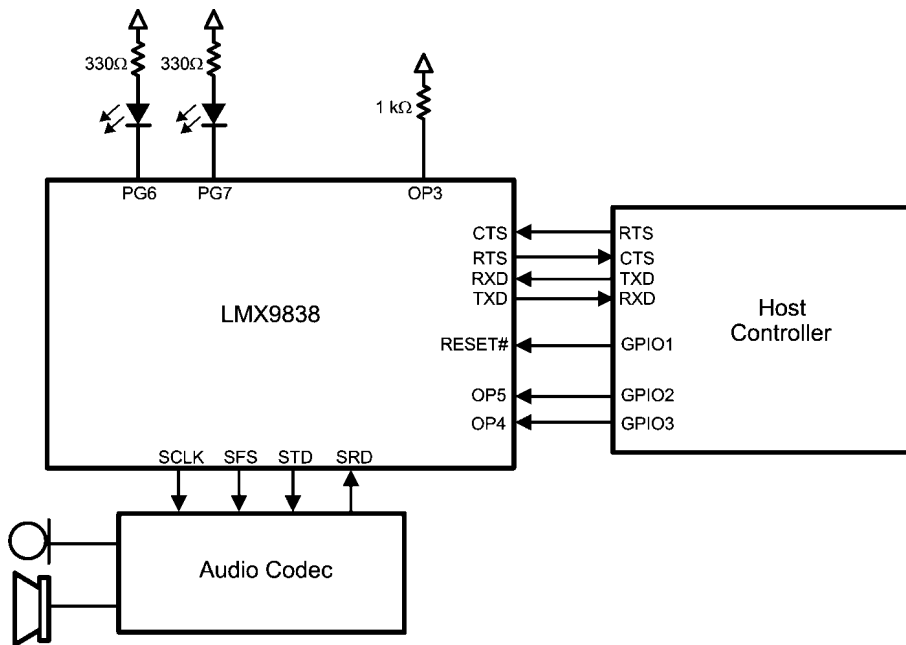 330Ω 330Ω
1 kΩ
PG6 PG7 OP3
CTS RTS
RTS CTS
RXD TXD
TXD RXD
LMX9838
Host
Controller
RESET# GPIO1
OP5 GPIO2
OP4 GPIO3
SCLK SFS STD SRD
Audio Codec